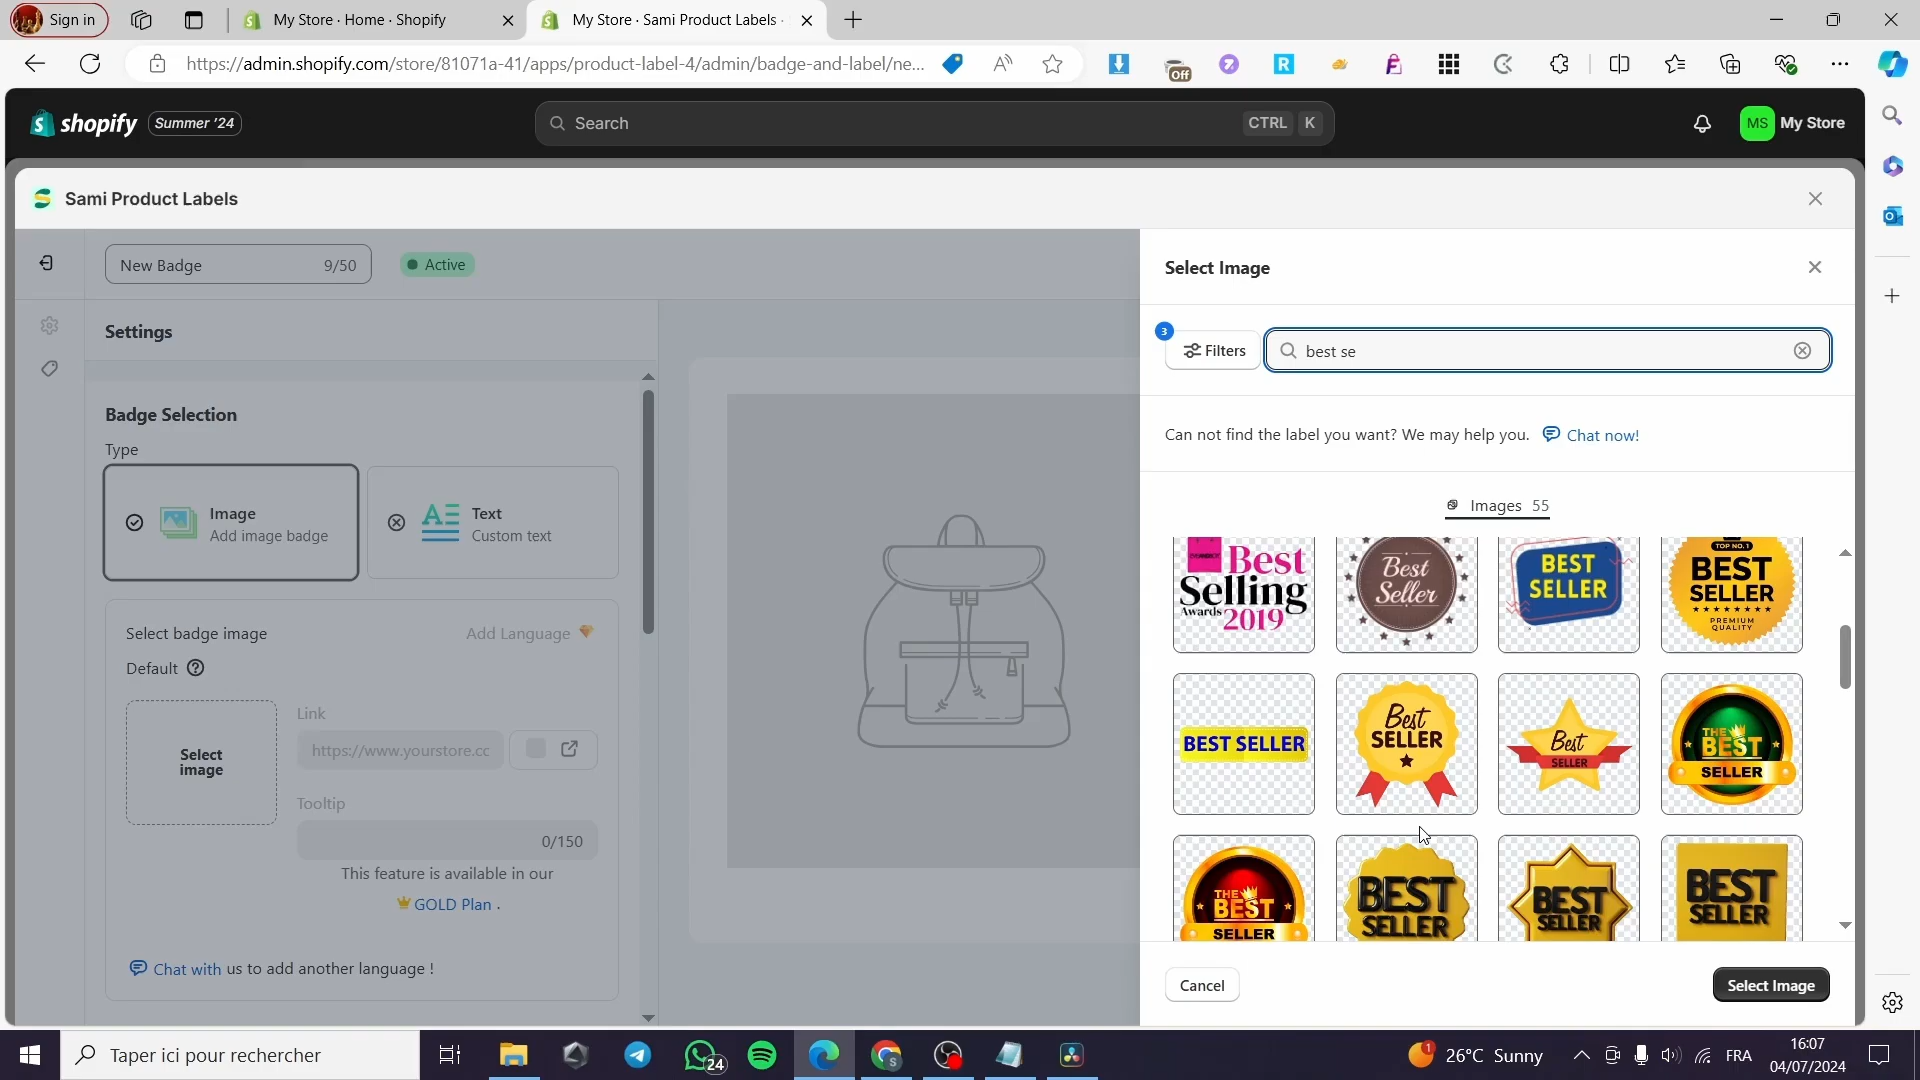 Sign in
My Store · Home · Shopify
My Store · Sami Product Labels ·
https://admin.shopify.com/store/81071a-41/apps/product-label-4/admin/badge-and-label/ne...
Off
shopify
Summer '24
Search
CTRL K
MS My Store
Sami Product Labels
New Badge 9/50
Active
Settings
Badge Selection
Type
Image
Add image badge
Text
Custom text
Select badge image
Add Language
Default
Select
image
Link
https://www.yourstore.cc
Tooltip
0/150
This feature is available in our
GOLD Plan .
Chat with us to add another language !
Select Image
3
Filters
best se
Can not find the label you want? We may help you. Chat now!
Images 55
Best
Selling
Awards 2019
Best
Seller
BEST
SELLER
TOP NO. 1
BEST
SELLER
PREMIUM
QUALITY
BEST SELLER
Best
SELLER
Best
SELLER
THE
BEST
SELLER
THE
BEST
SELLER
BEST
SELLER
BEST
SELLER
BEST
SELLER
Cancel
Select Image
Taper ici pour rechercher
24
1
26°C Sunny
FRA
16:07
04/07/2024